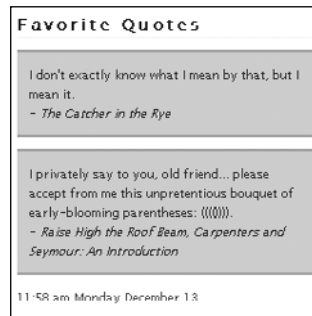 Favorite Quotes
I don't exactly know what I mean by that, but I
mean it.
- The Catcher in the Rye
I privately say to you, old friend... please
accept from me this unpretentious bouquet of
early-blooming parentheses: (((()))).
- Raise High the Roof Beam, Carpenters and
Seymour: An Introduction
11:58 am Monday December 13